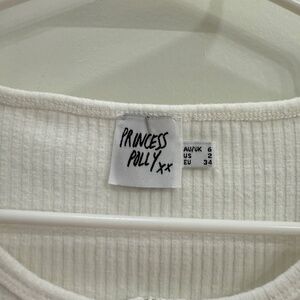 PRINCESS
POLLY xx
AU/UK 6
US 2
EU 34